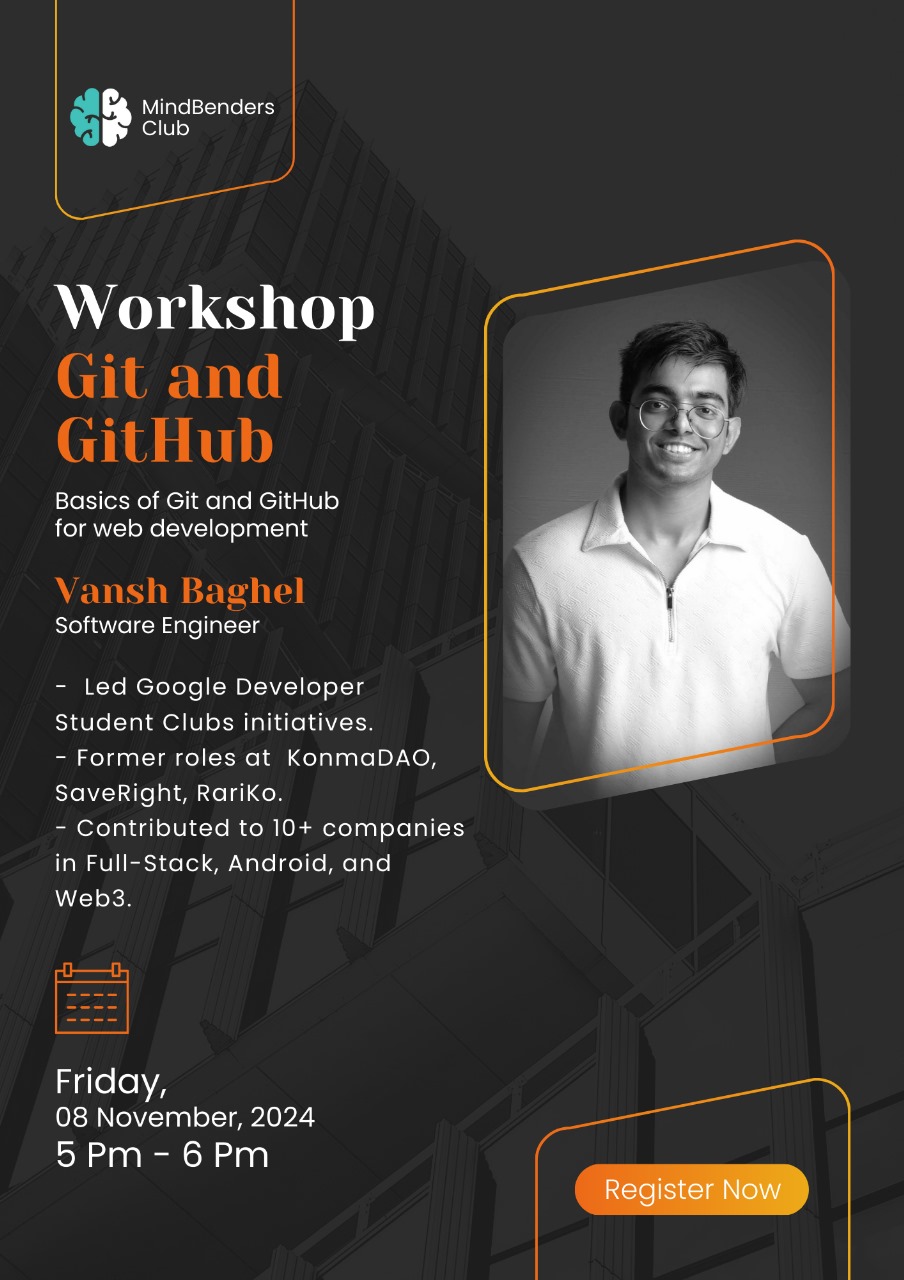 MindBenders
Club
Workshop
Git and
GitHub
Basics of Git and GitHub
for web development
Vansh Baghel
Software Engineer
-  Led Google Developer
Student Clubs initiatives.
- Former roles at  KonmaDAO,
SaveRight, RariKo.
- Contributed to 10+ companies
in Full-Stack, Android, and
Web3.
Friday,
08 November, 2024
5 Pm - 6 Pm
Register Now